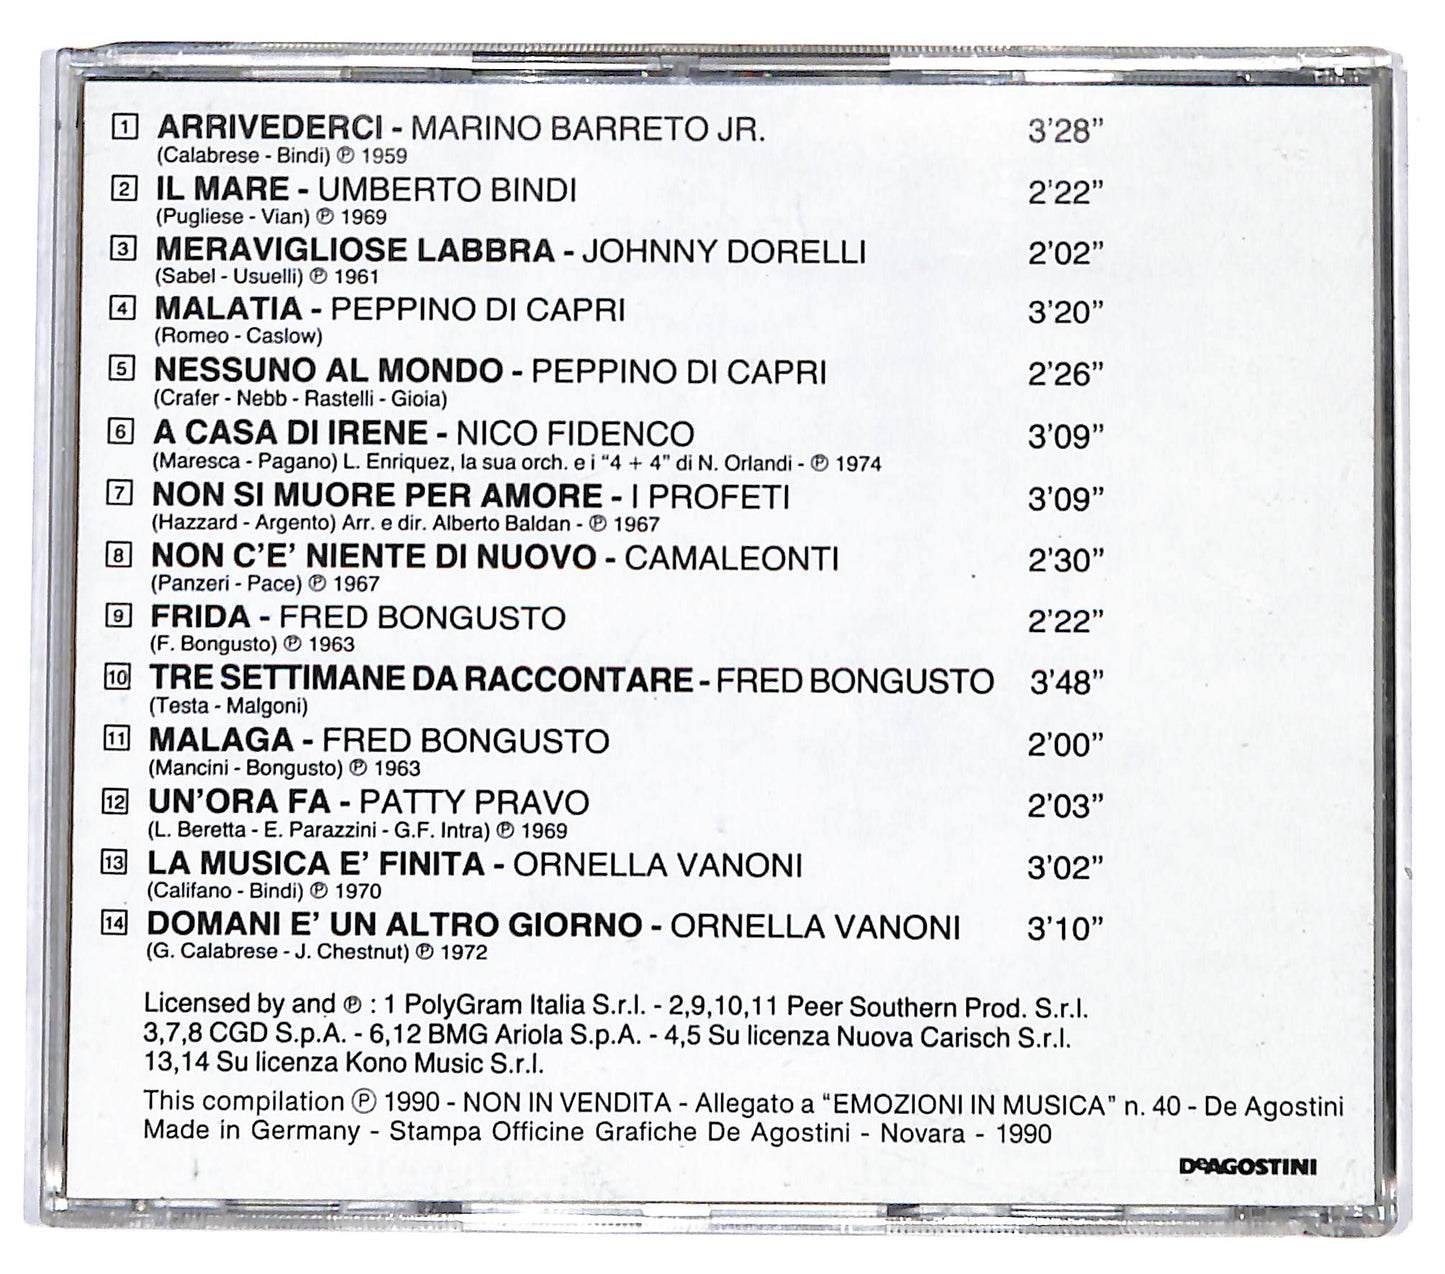 1 ARRIVEDERCI - MARINO BARRETO JR. 3'28"
(Calabrese - Bindi) ℗ 1959
2 IL MARE - UMBERTO BINDI 2'22"
(Pugliese - Vian) ℗ 1969
3 MERAVIGLIOSE LABBRA - JOHNNY DORELLI 2'02"
(Sabel - Usuelli) ℗ 1961
4 MALATIA - PEPPINO DI CAPRI 3'20"
(Romeo - Caslow)
5 NESSUNO AL MONDO - PEPPINO DI CAPRI 2'26"
(Crafer - Nebb - Rastelli - Gioia)
6 A CASA DI IRENE - NICO FIDENCO 3'09"
(Maresca - Pagano) L. Enriquez, la sua orch. e i "4 + 4" di N. Orlandi - ℗ 1974
7 NON SI MUORE PER AMORE - I PROFETI 3'09"
(Hazzard - Argento) Arr. e dir. Alberto Baldan - ℗ 1967
8 NON C'E' NIENTE DI NUOVO - CAMALEONTI 2'30"
(Panzeri - Pace) ℗ 1967
9 FRIDA - FRED BONGUSTO 2'22"
(F. Bongusto) ℗ 1963
10 TRE SETTIMANE DA RACCONTARE - FRED BONGUSTO 3'48"
(Testa - Malgoni)
11 MALAGA - FRED BONGUSTO 2'00"
(Mancini - Bongusto) ℗ 1963
12 UN'ORA FA - PATTY PRAVO 2'03"
(L. Beretta - E. Parazzini - G.F. Intra) ℗ 1969
13 LA MUSICA E' FINITA - ORNELLA VANONI 3'02"
(Califano - Bindi) ℗ 1970
14 DOMANI E' UN ALTRO GIORNO - ORNELLA VANONI 3'10"
(G. Calabrese - J. Chestnut) ℗ 1972
Licensed by and ℗ : 1 PolyGram Italia S.r.l. - 2,9,10,11 Peer Southern Prod. S.r.l.
3,7,8 CGD S.p.A. - 6,12 BMG Ariola S.p.A. - 4,5 Su licenza Nuova Carisch S.r.l.
13,14 Su licenza Kono Music S.r.l.
This compilation ℗ 1990 - NON IN VENDITA - Allegato a "EMOZIONI IN MUSICA" n. 40 - De Agostini
Made in Germany - Stampa Officine Grafiche De Agostini - Novara - 1990
DeAGOSTINI